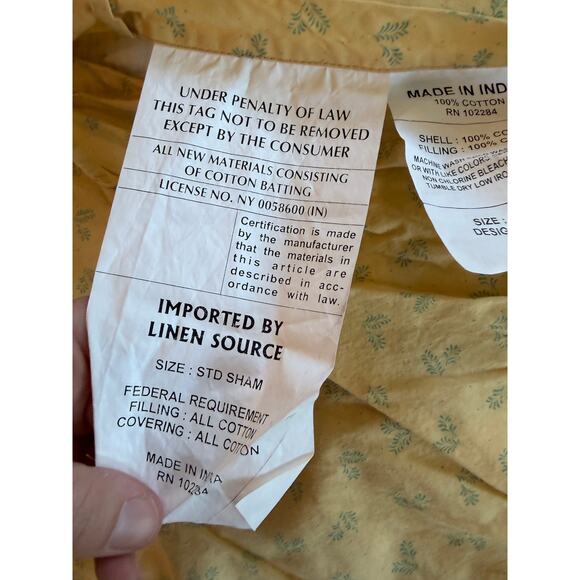 UNDER PENALTY OF LAW
THIS TAG NOT TO BE REMOVED
EXCEPT BY THE CONSUMER
ALL NEW MATERIALS CONSISTING
OF COTTON BATTING
LICENSE NO. NY 0058600 (IN)
Certification is made
by the manufacturer
that the materials in
this article are
described in acc-
ordance with law.
IMPORTED BY
LINEN SOURCE
SIZE : STD SHAM
FEDERAL REQUIREMENT
FILLING : ALL COTTON
COVERING : ALL COTTON
MADE IN INDIA
RN 102284
MADE IN IND
100% COTTON
RN 102284
SHELL : 100% CO
FILLING : 100% C
MACHINE WASH
OR WITH LIKE COLORS
NON CHLORINE BLEACH
TUMBLE DRY LOW IRO
SIZE :
DESIG